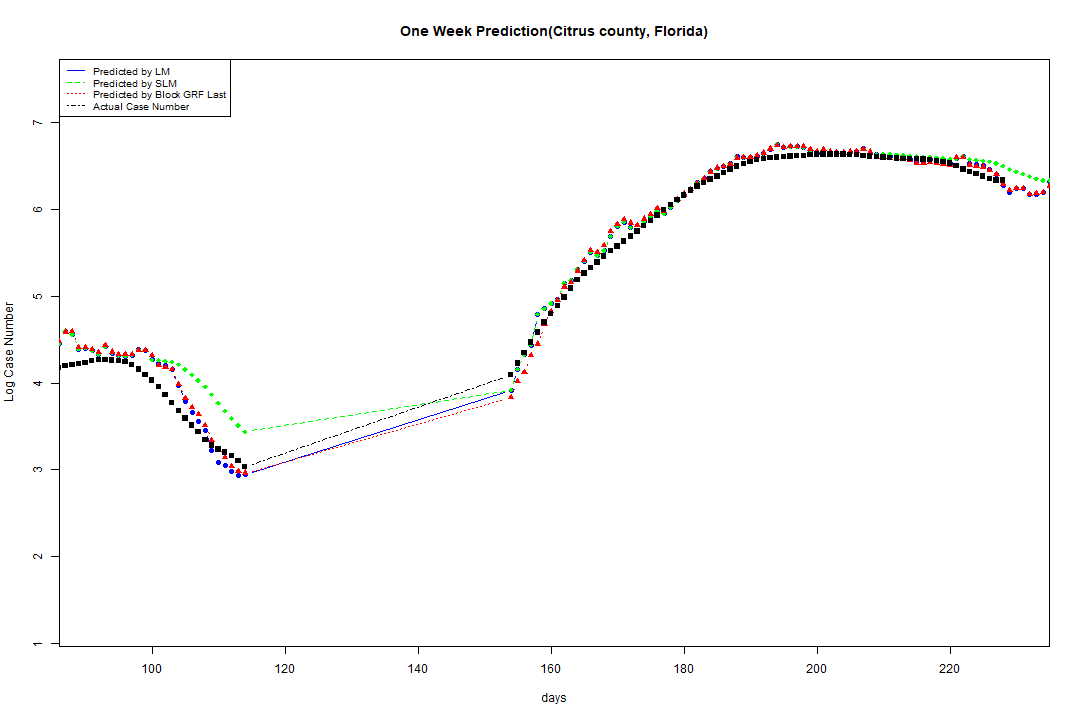 One Week Prediction(Citrus county, Florida)
Predicted by LM
Predicted by SLM
Predicted by Block GRF Last
Actual Case Number
7
6
5
4
3
2
1
Log Case Number
100 120 140 160 180 200 220
days